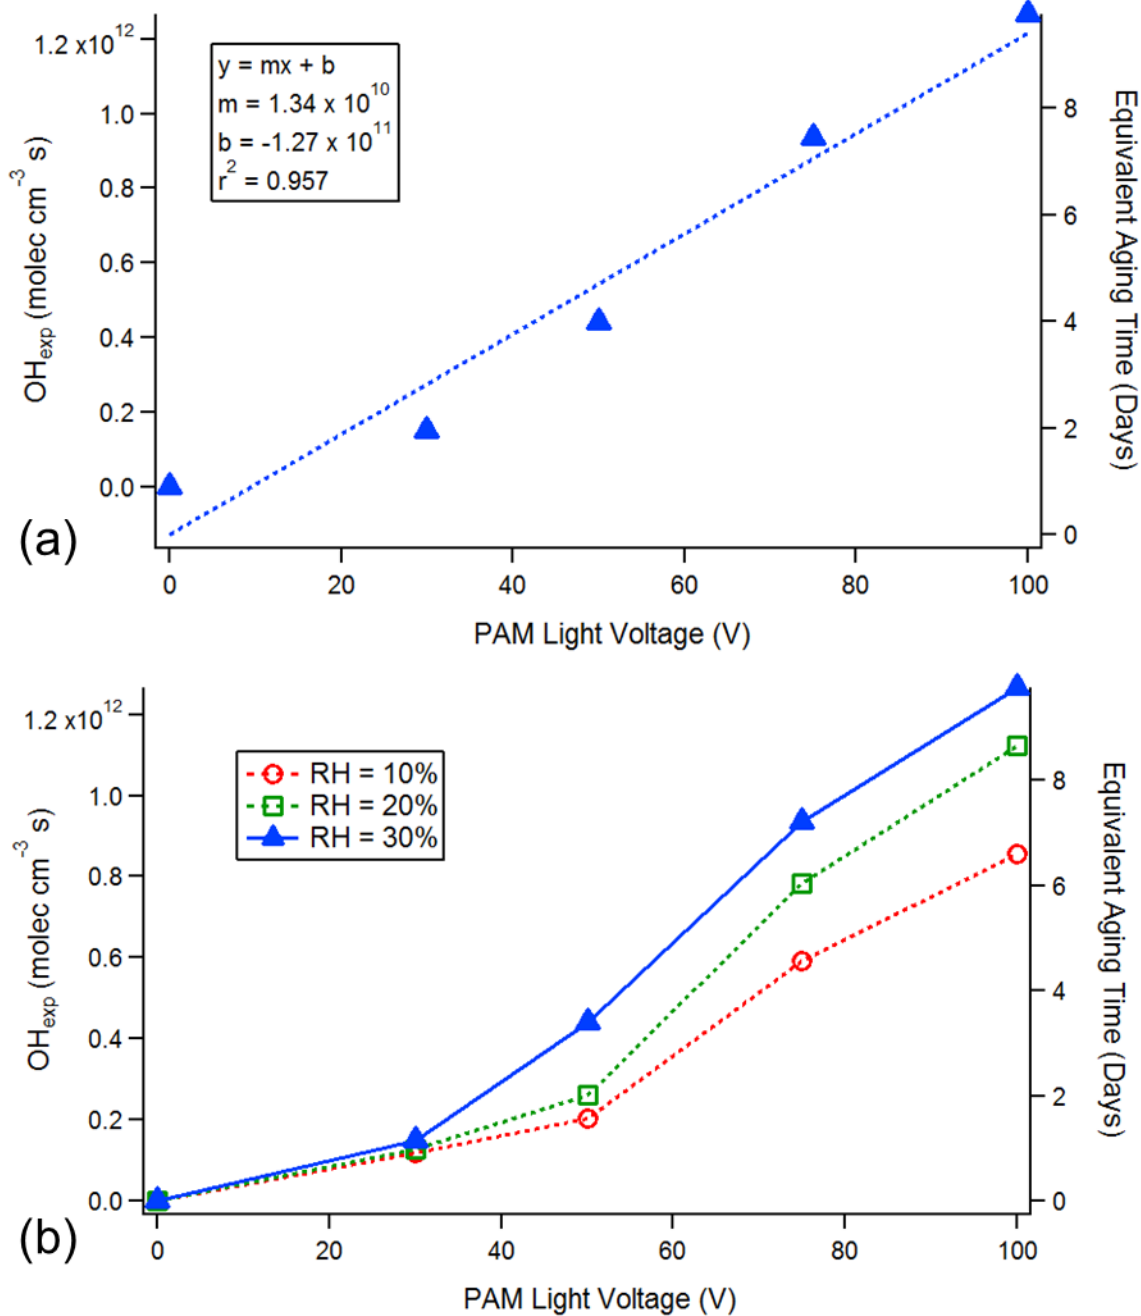 1.2 x10^12
1.0
0.8
0.6
0.4
0.2
0.0
OH_exp (molec cm^-3 s)
y = mx + b
m = 1.34 x 10^10
b = -1.27 x 10^11
r^2 = 0.957
8
6
4
2
0
Equivalent Aging Time (Days)
(a)
0 20 40 60 80 100
PAM Light Voltage (V)
1.2 x10^12
1.0
0.8
0.6
0.4
0.2
0.0
OH_exp (molec cm^-3 s)
RH = 10%
RH = 20%
RH = 30%
8
6
4
2
0
Equivalent Aging Time (Days)
(b)
0 20 40 60 80 100
PAM Light Voltage (V)